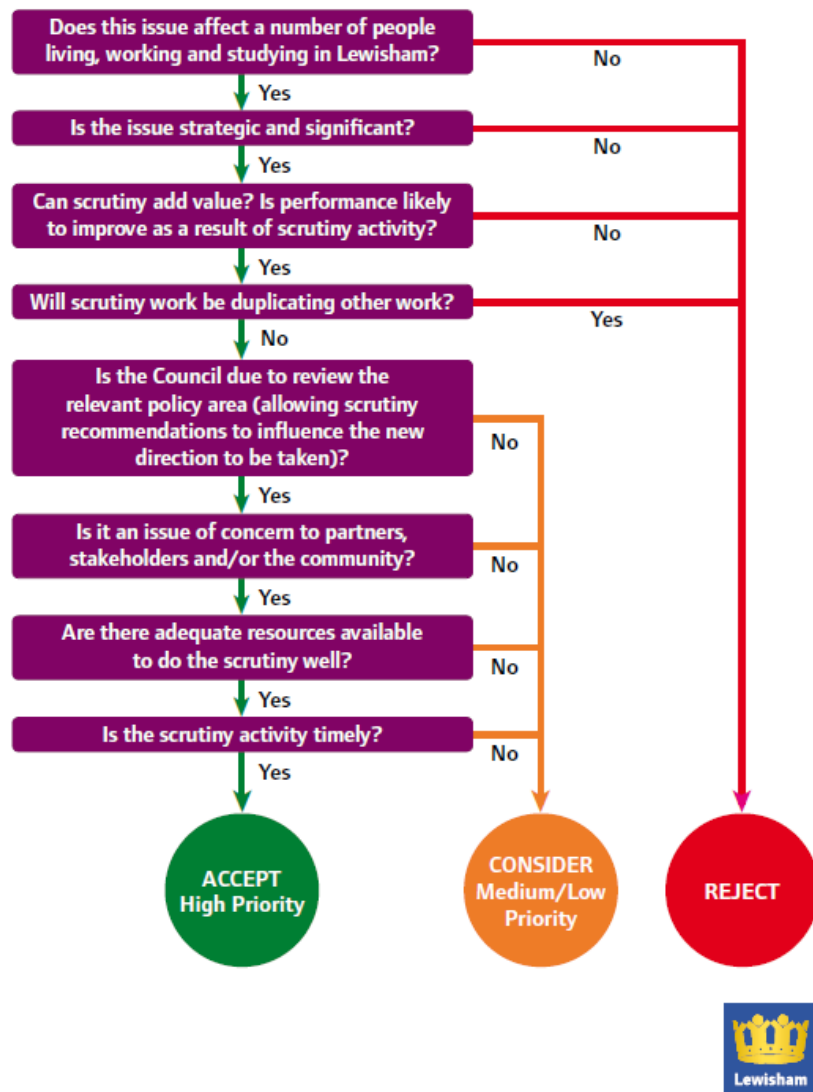 Does this issue affect a number of people
living, working and studying in Lewisham?
No
Yes
Is the issue strategic and significant?
No
Yes
Can scrutiny add value? Is performance likely
to improve as a result of scrutiny activity?
No
Yes
Will scrutiny work be duplicating other work?
Yes
No
Is the Council due to review the
relevant policy area (allowing scrutiny
recommendations to influence the new
direction to be taken)?
No
Yes
Is it an issue of concern to partners,
stakeholders and/or the community?
No
Yes
Are there adequate resources available
to do the scrutiny well?
No
Yes
Is the scrutiny activity timely?
No
Yes
ACCEPT
High Priority
CONSIDER
Medium/Low
Priority
REJECT
Lewisham